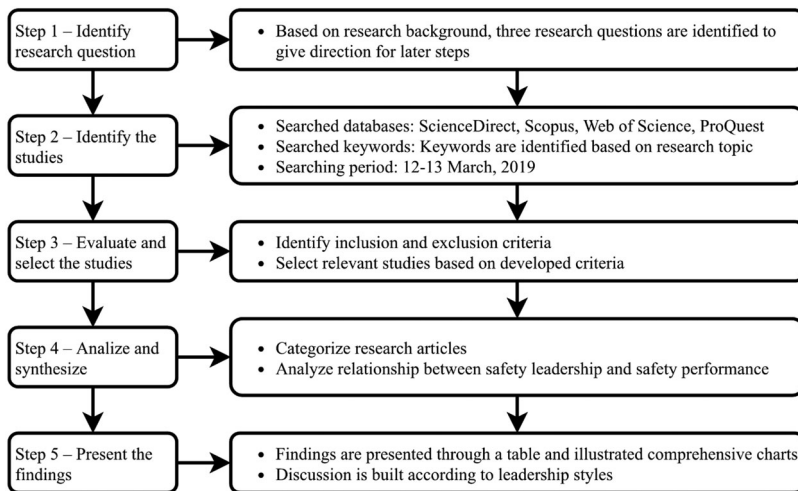 Step 1 – Identify
research question
• Based on research background, three research questions are identified to
give direction for later steps
Step 2 – Identify the
studies
• Searched databases: ScienceDirect, Scopus, Web of Science, ProQuest
• Searched keywords: Keywords are identified based on research topic
• Searching period: 12-13 March, 2019
Step 3 – Evaluate and
select the studies
• Identify inclusion and exclusion criteria
• Select relevant studies based on developed criteria
Step 4 – Analize and
synthesize
• Categorize research articles
• Analyze relationship between safety leadership and safety performance
Step 5 – Present the
findings
• Findings are presented through a table and illustrated comprehensive charts
• Discussion is built according to leadership styles